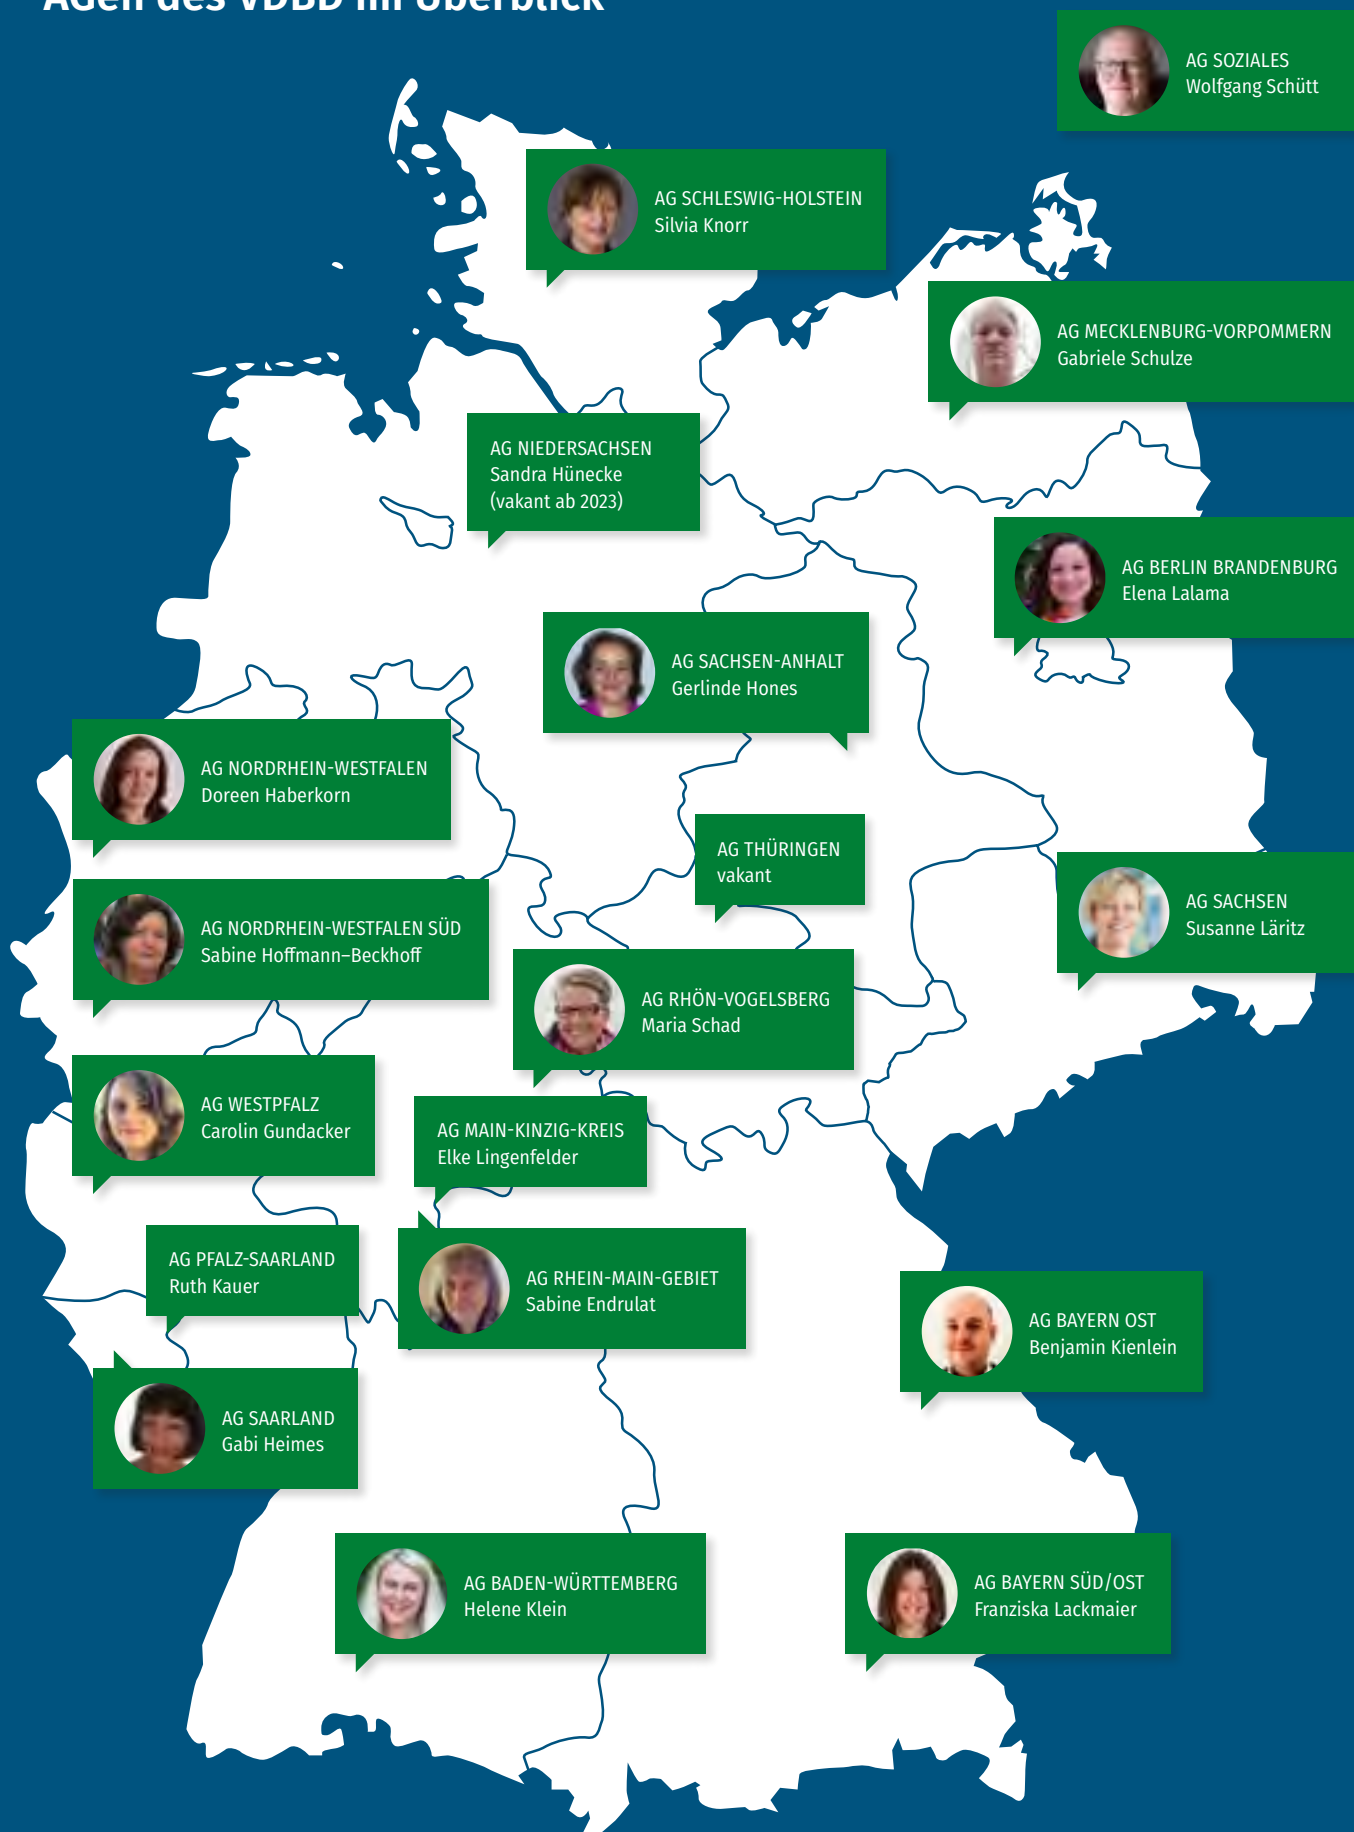 AGen des VDBD im Überblick
AG SOZIALES
Wolfgang Schütt
AG SCHLESWIG-HOLSTEIN
Silvia Knorr
AG MECKLENBURG-VORPOMMERN
Gabriele Schulze
AG NIEDERSACHSEN
Sandra Hünecke
(vakant ab 2023)
AG BERLIN BRANDENBURG
Elena Lalama
AG SACHSEN-ANHALT
Gerlinde Hones
AG NORDRHEIN-WESTFALEN
Doreen Haberkorn
AG THÜRINGEN
vakant
AG SACHSEN
Susanne Läritz
AG NORDRHEIN-WESTFALEN SÜD
Sabine Hoffmann–Beckhoff
AG RHÖN-VOGELSBERG
Maria Schad
AG WESTPFALZ
Carolin Gundacker
AG MAIN-KINZIG-KREIS
Elke Lingenfelder
AG PFALZ-SAARLAND
Ruth Kauer
AG RHEIN-MAIN-GEBIET
Sabine Endrulat
AG BAYERN OST
Benjamin Kienlein
AG SAARLAND
Gabi Heimes
AG BADEN-WÜRTTEMBERG
Helene Klein
AG BAYERN SÜD/OST
Franziska Lackmaier